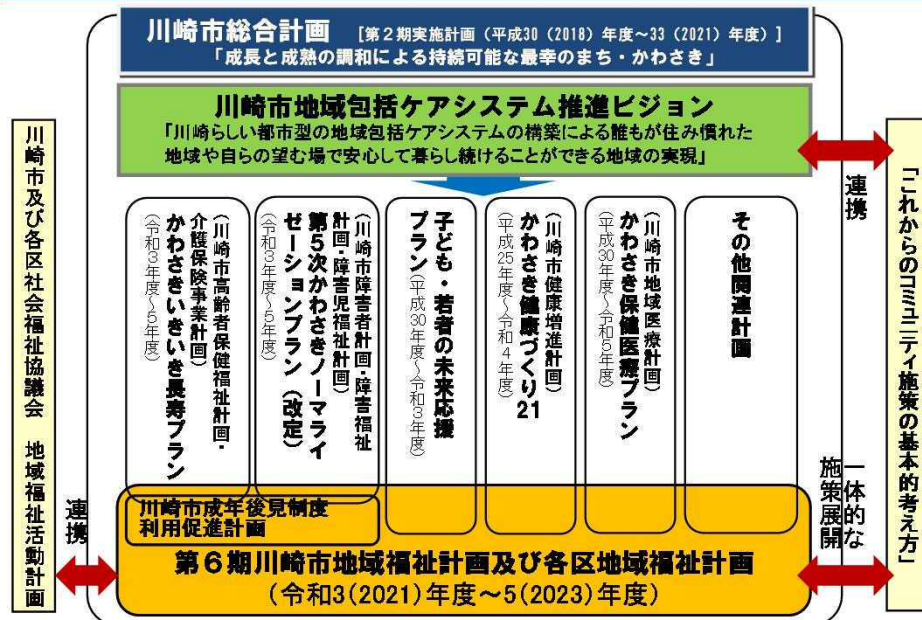 川崎市総合計画 [第2期実施計画(平成30(2018)年度~33(2021)年度)]
「成長と成熟の調和による持続可能な最幸のまち・かわさき」
川崎市地域包括ケアシステム推進ビジョン
「川崎らしい都市型の地域包括ケアシステムの構築による誰もが住み慣れた
地域や自らの望む場で安心して暮らし続けることができる地域の実現」
川崎市及び各区社会福祉協議会 地域福祉活動計画
連携
(川崎市高齢者保健福祉計画・
介護保険事業計画)
かわさきいきいき長寿プラン
(令和3年度~5年度)
(川崎市障害者計画・障害福祉
計画・障害児福祉計画)
第5次かわさきノーマライ
ゼーションプラン(改定)
(令和3年度~5年度)
子ども・若者の未来応援
プラン(平成30年度~令和3年度)
(川崎市健康増進計画)
かわさき健康づくり21
(平成25年度~令和4年度)
(川崎市地域医療計画)
かわさき保健医療プラン
(平成30年度~令和5年度)
その他関連計画
連携
「これからのコミュニティ施策の基本的考え方」
一体的な
施策展開
川崎市成年後見制度
利用促進計画
第6期川崎市地域福祉計画及び各区地域福祉計画
(令和3(2021)年度~5(2023)年度)